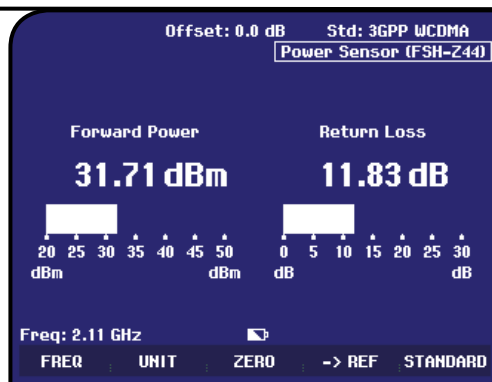 Offset: 0.0 dB Std: 3GPP WCDMA
Power Sensor (FSH-Z44)
Forward Power Return Loss
31.71 dBm 11.83 dB
20 25 30 35 40 45 50 0 5 10 15 20 25 30
dBm dBm dB dB
Freq: 2.11 GHz
FREQ UNIT ZERO -> REF STANDARD